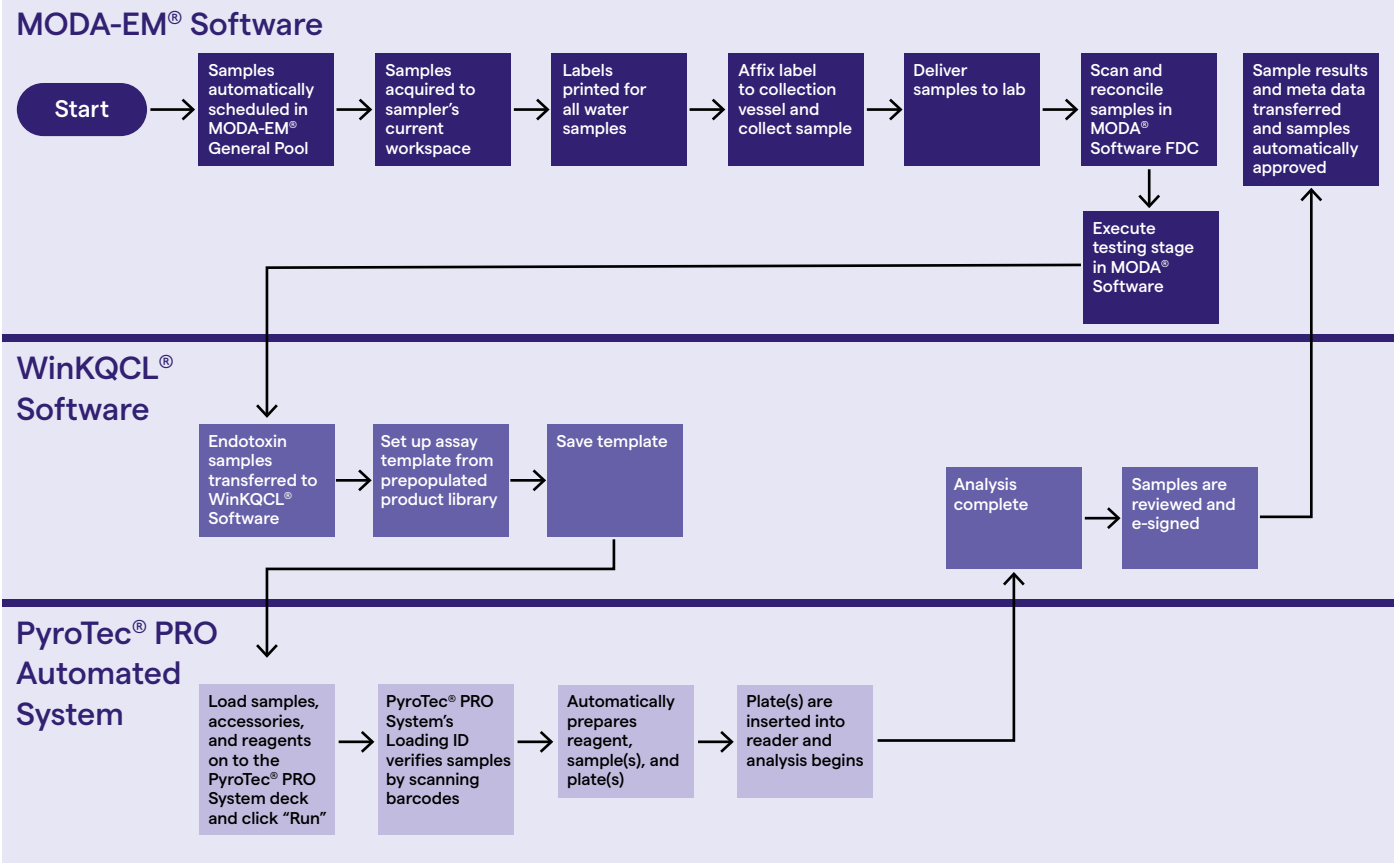 MODA-EM® Software
Start
Samples
automatically
scheduled in
MODA-EM®
General Pool
Samples
acquired to
sampler’s
current
workspace
Labels
printed for
all water
samples
Affix label
to collection
vessel and
collect sample
Deliver
samples to lab
Scan and
reconcile
samples in
MODA®
Software FDC
Sample results
and meta data
transferred
and samples
automatically
approved
Execute
testing stage
in MODA®
Software
WinKQCL®
Software
Endotoxin
samples
transferred to
WinKQCL®
Software
Set up assay
template from
prepopulated
product library
Save template
Analysis
complete
Samples are
reviewed and
e-signed
PyroTec® PRO
Automated
System
Load samples,
accessories,
and reagents
on to the
PyroTec® PRO
System deck
and click “Run”
PyroTec® PRO
System’s
Loading ID
verifies samples
by scanning
barcodes
Automatically
prepares
reagent,
sample(s), and
plate(s)
Plate(s) are
inserted into
reader and
analysis begins